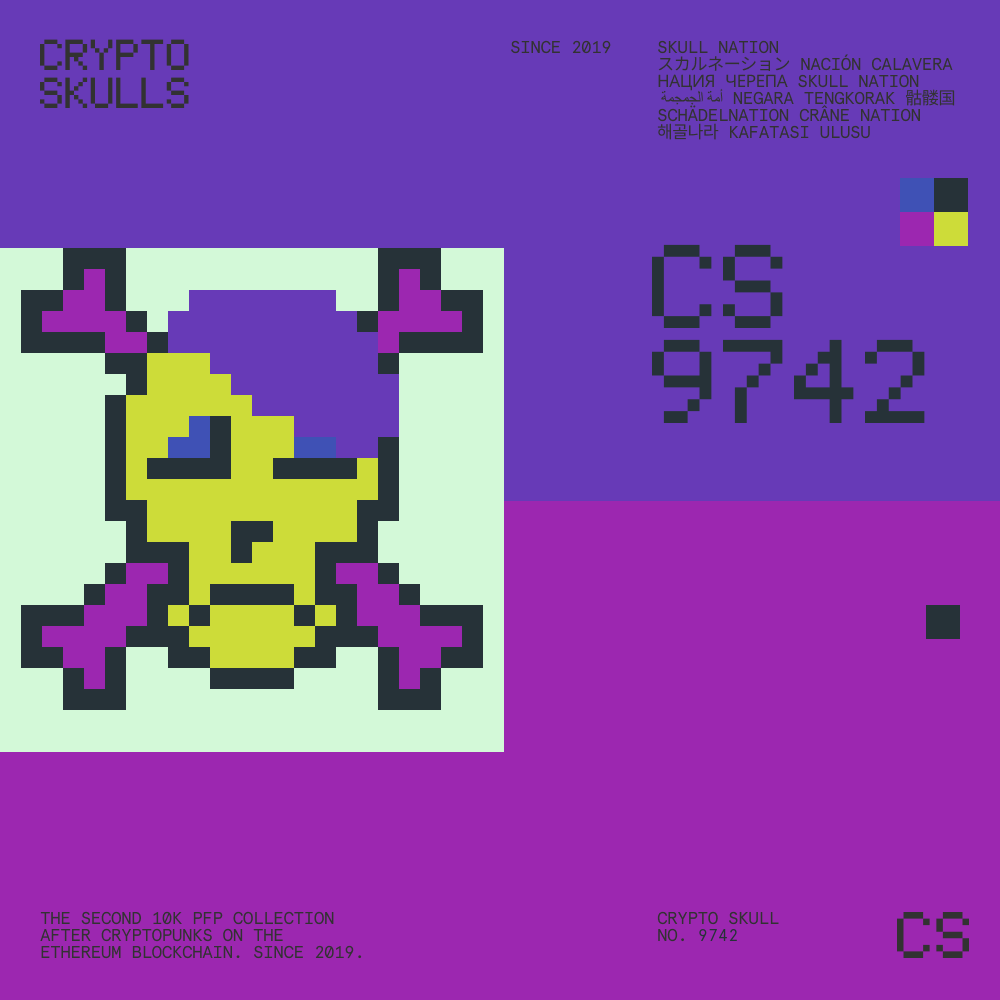 CRYPTO
SKULLS
SINCE 2019
SKULL NATION
スカルネーション NACIÓN CALAVERA
НАЦИЯ ЧЕРЕПА SKULL NATION
أمة الجمجمة NEGARA TENGKORAK 骷髅国
SCHÄDELNATION CRÂNE NATION
해골나라 KAFATASI ULUSU
CS
9742
THE SECOND 10K PFP COLLECTION
AFTER CRYPTOPUNKS ON THE
ETHEREUM BLOCKCHAIN. SINCE 2019.
CRYPTO SKULL
NO. 9742
CS